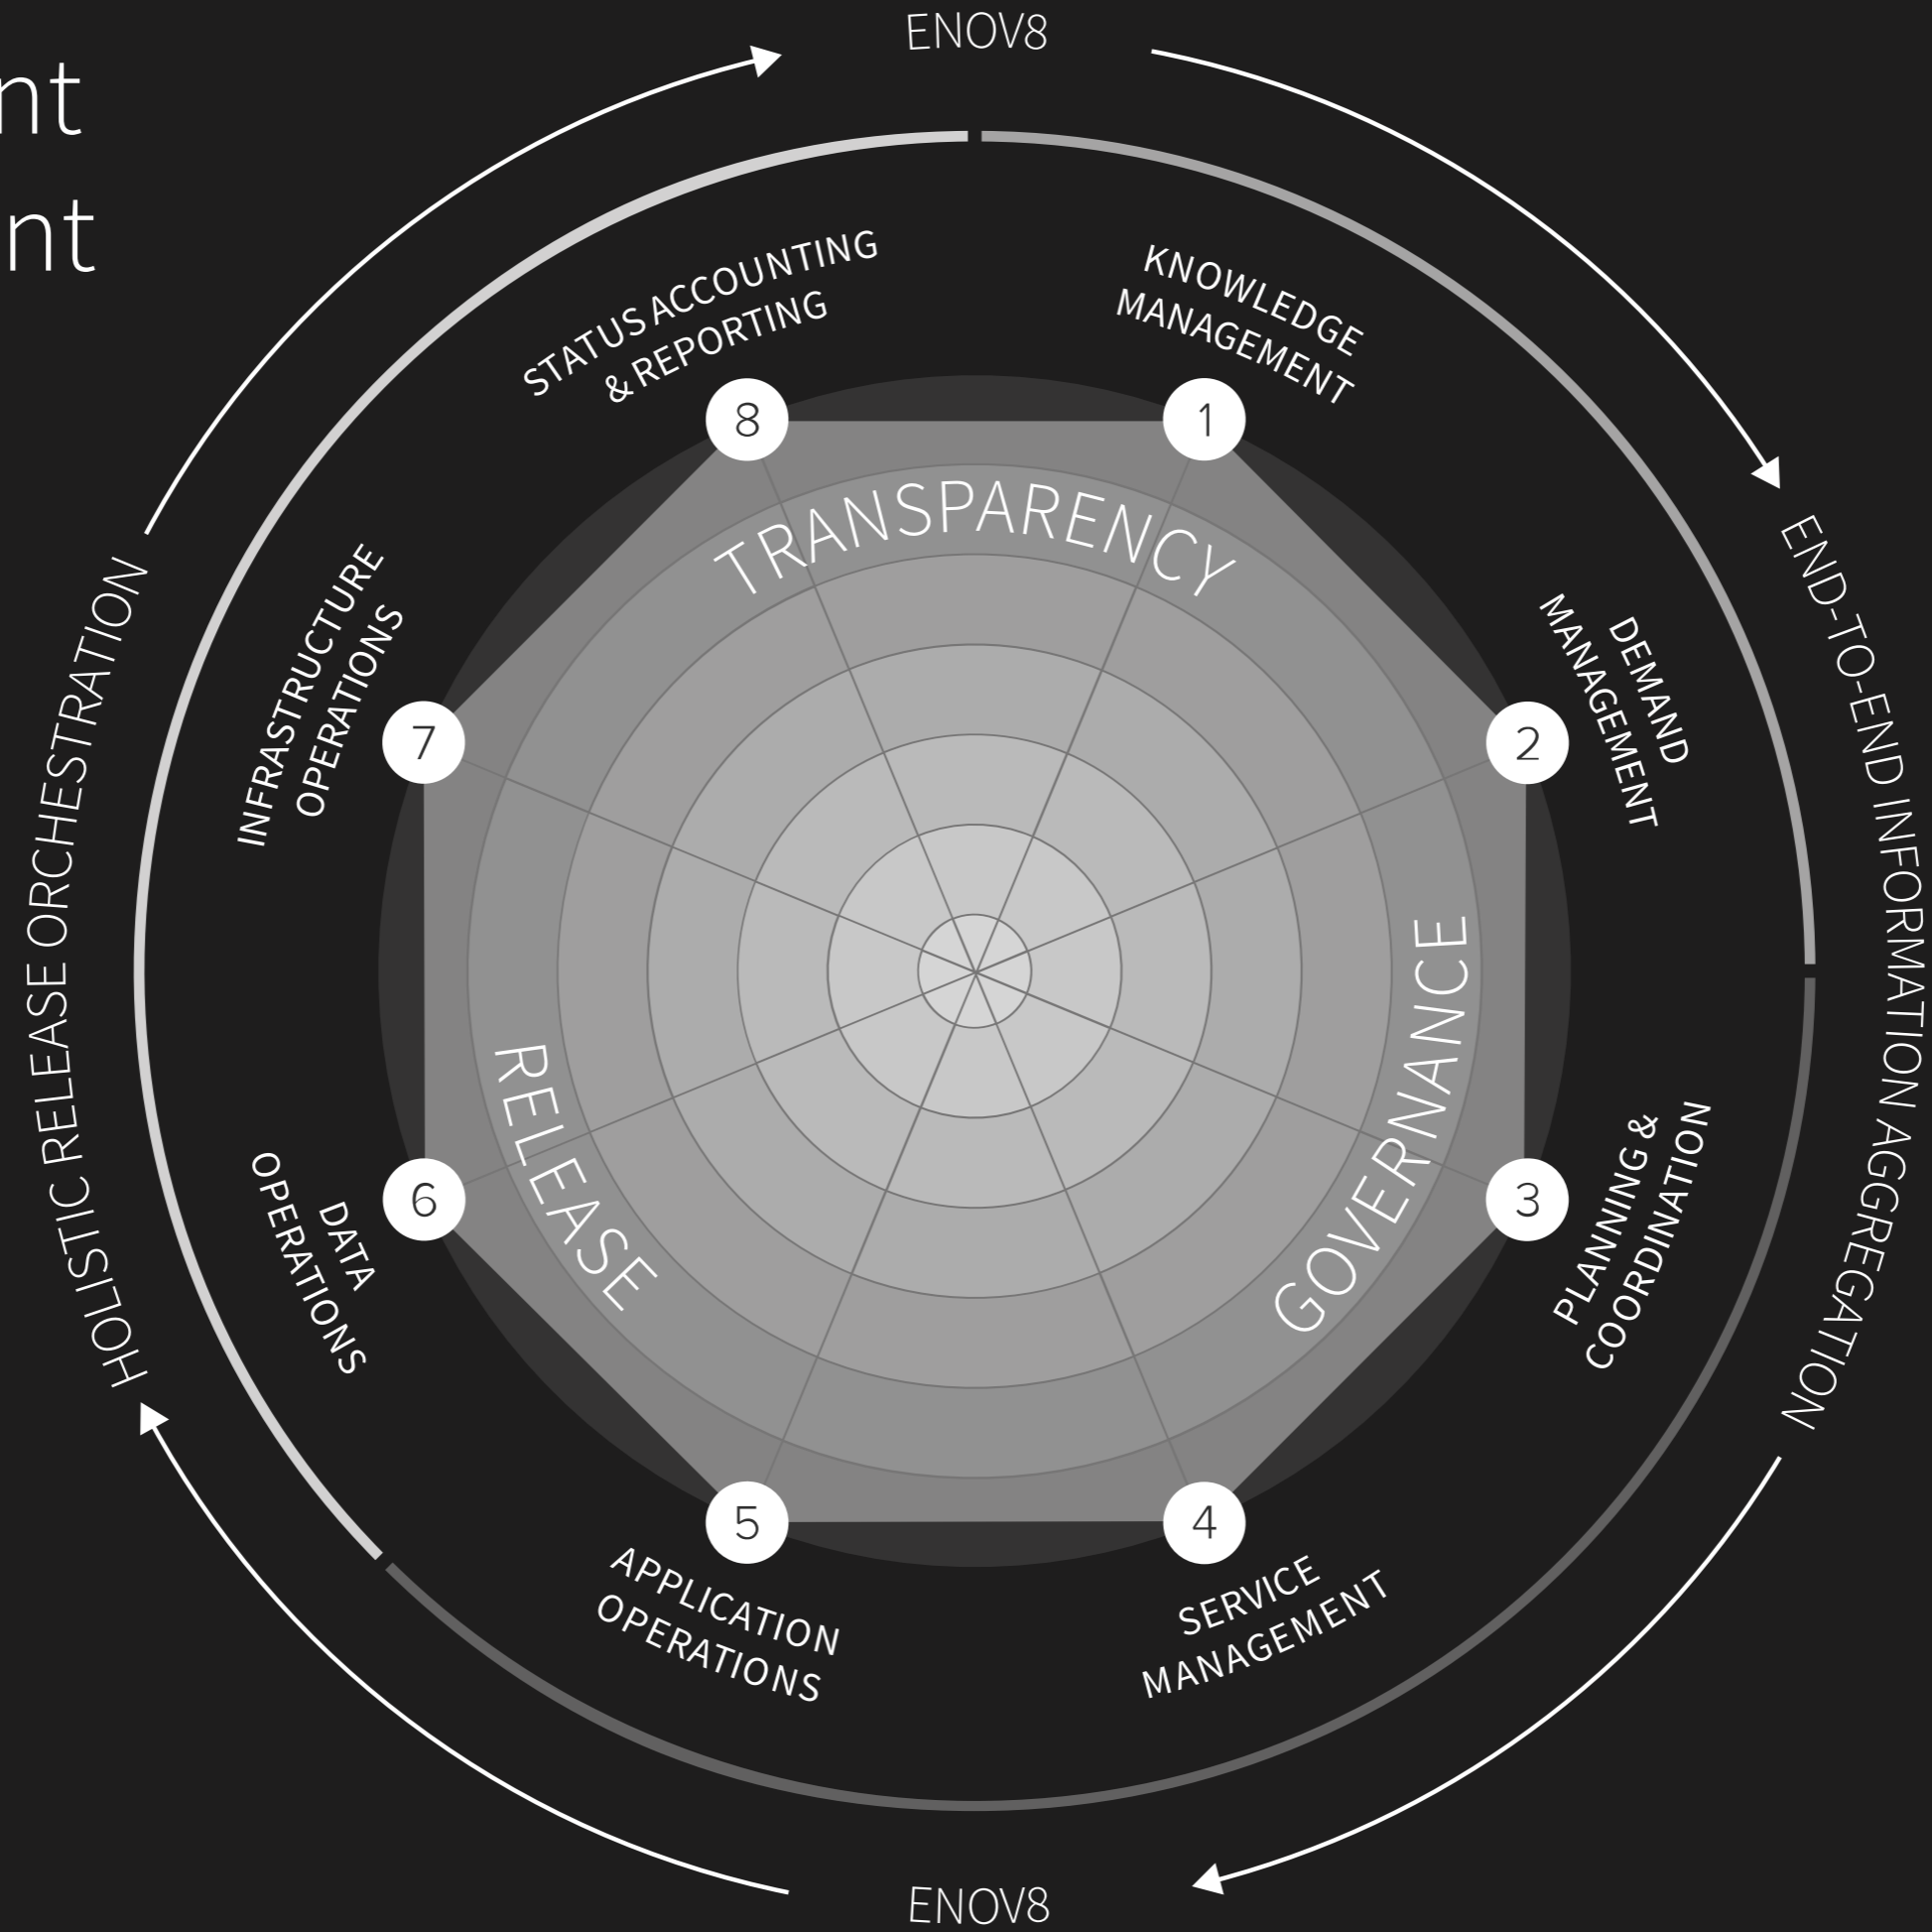 nt
nt
ENOV8
END-TO-END INFORMATION AGGREGATION
ENOV8
HOLISTIC RELEASE ORCHESTRATION
KNOWLEDGE
MANAGEMENT
DEMAND
MANAGEMENT
PLANNING &
COORDINATION
SERVICE
MANAGEMENT
APPLICATION
OPERATIONS
DATA
OPERATIONS
INFRASTRUCTURE
OPERATIONS
STATUS ACCOUNTING
& REPORTING
1
2
3
4
5
6
7
8
TRANSPARENCY
GOVERNANCE
RELEASE